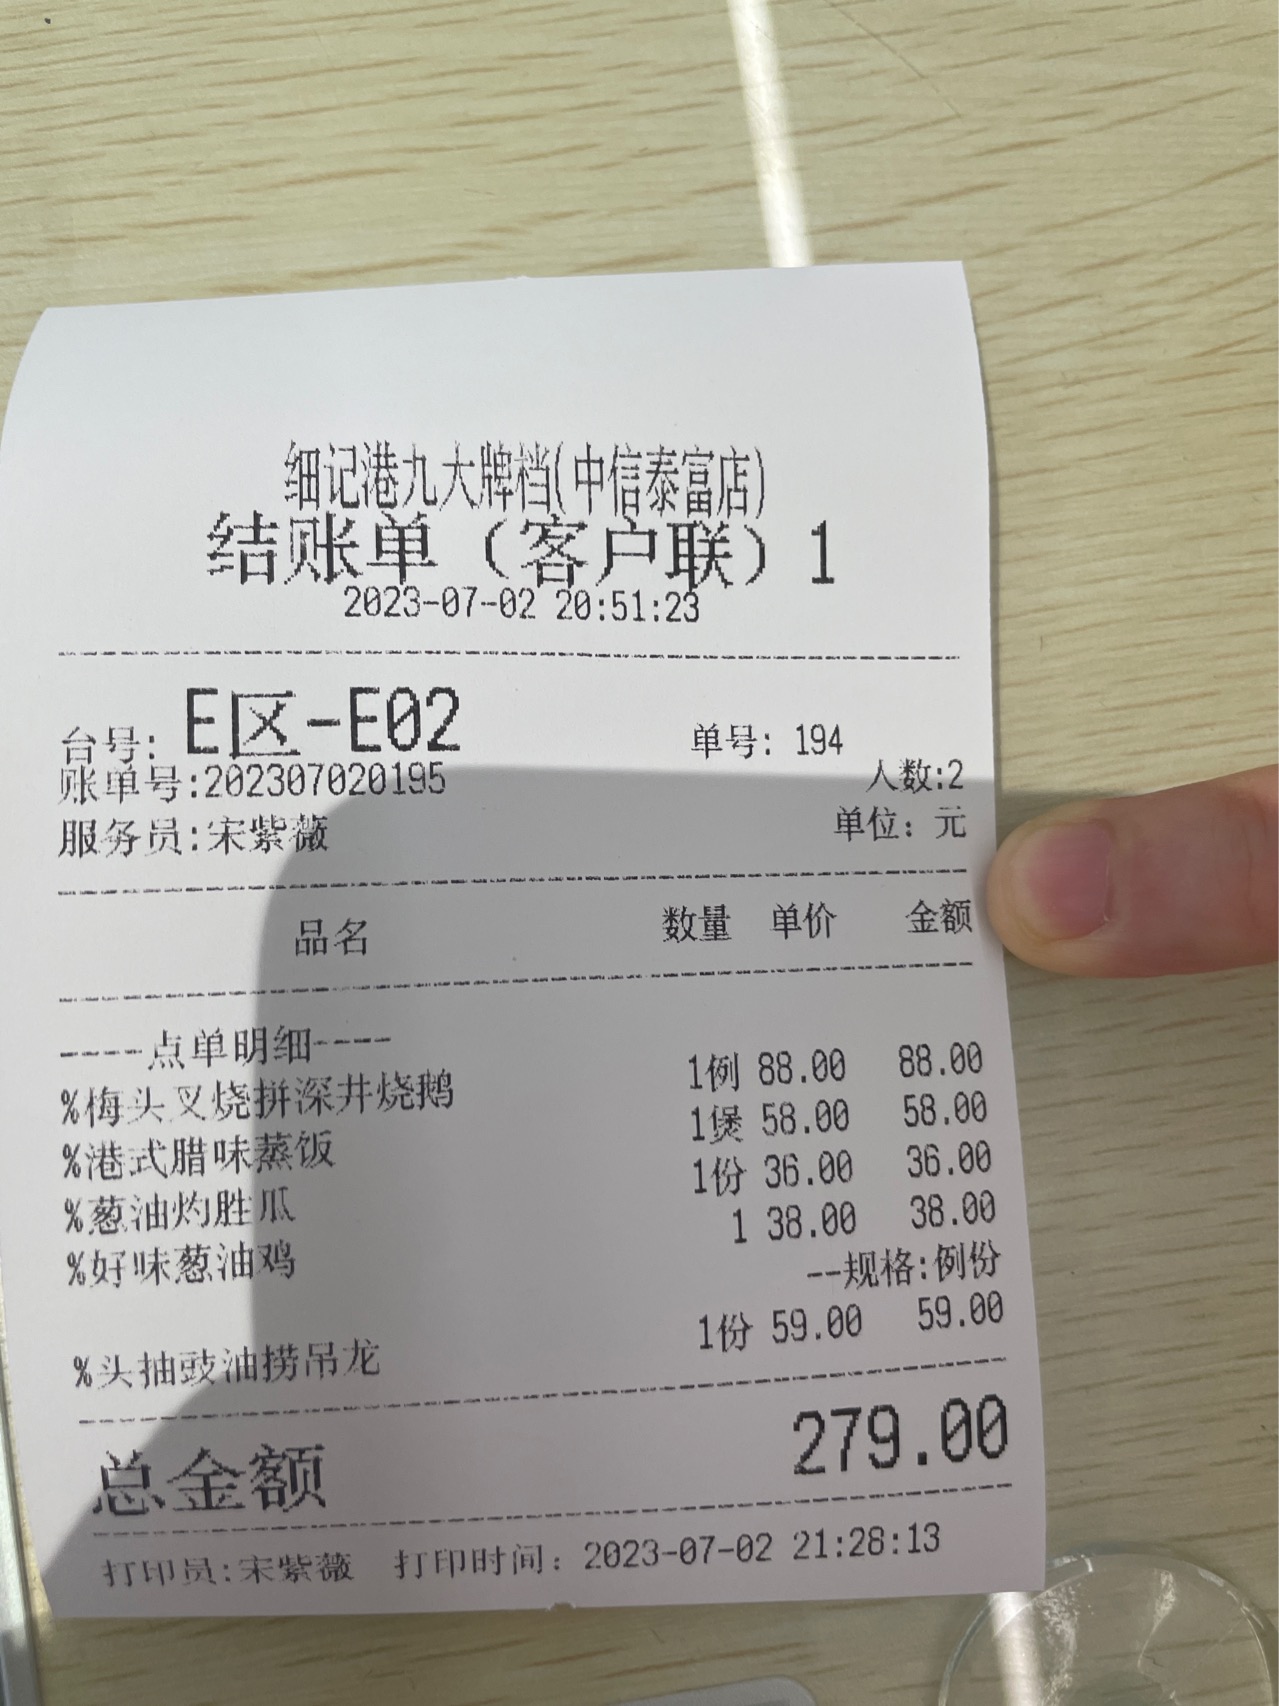 细记港九大牌档(中信泰富店)
结账单（客户联）1
2023-07-02 20:51:23
台号: E区-E02 单号: 194
账单号:202307020195 人数:2
服务员:宋紫薇 单位: 元
品名 数量 单价 金额
----点单明细----
%梅头叉烧拼深井烧鹅 1例 88.00 88.00
%港式腊味蒸饭 1煲 58.00 58.00
%葱油灼胜瓜 1份 36.00 36.00
%好味葱油鸡 1 38.00 38.00
--规格:例份
%头抽豉油捞吊龙 1份 59.00 59.00
总金额 279.00
打印员:宋紫薇 打印时间: 2023-07-02 21:28:13